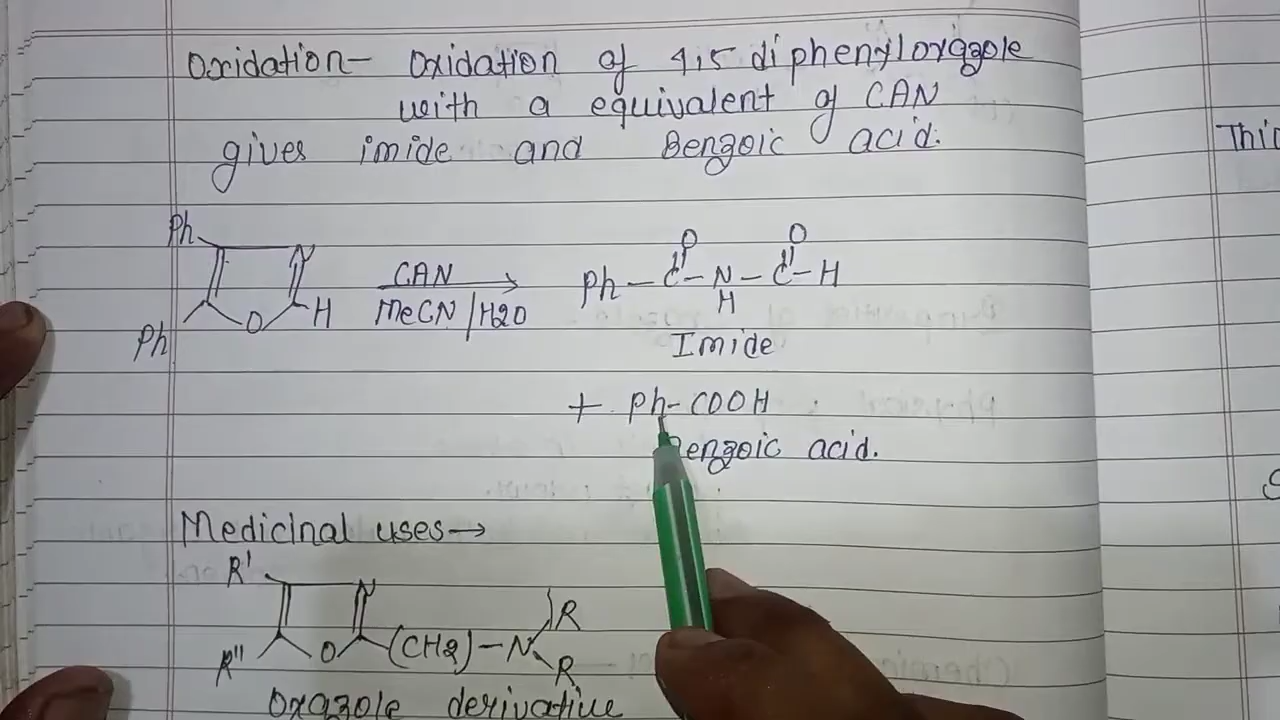 Oxidation- Oxidation of 4,5 diphenyloxazole
with a equivalent of CAN
gives imide and Benzoic acid.
Ph
N
Ph
O
H
CAN
MeCN/H2O
O O
Ph-C-N-C-H
H
Imide
+ Ph-COOH
Benzoic acid.
Medicinal uses→
R'
N
R"
O
(CH2)-N
R
R
Oxazole derivative